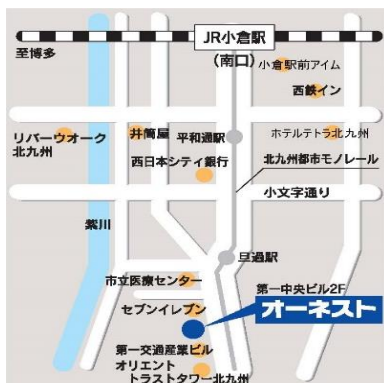 JR小倉駅
(南口)
至博多
小倉駅前アイム
西鉄イン
リバーウオーク
北九州
井筒屋
平和通駅
ホテルテトラ北九州
西日本シティ銀行
北九州都市モノレール
小文字通り
紫川
旦過駅
市立医療センター
第一中央ビル2F
オーネスト
セブンイレブン
第一交通産業ビル
オリエント
トラストタワー北九州